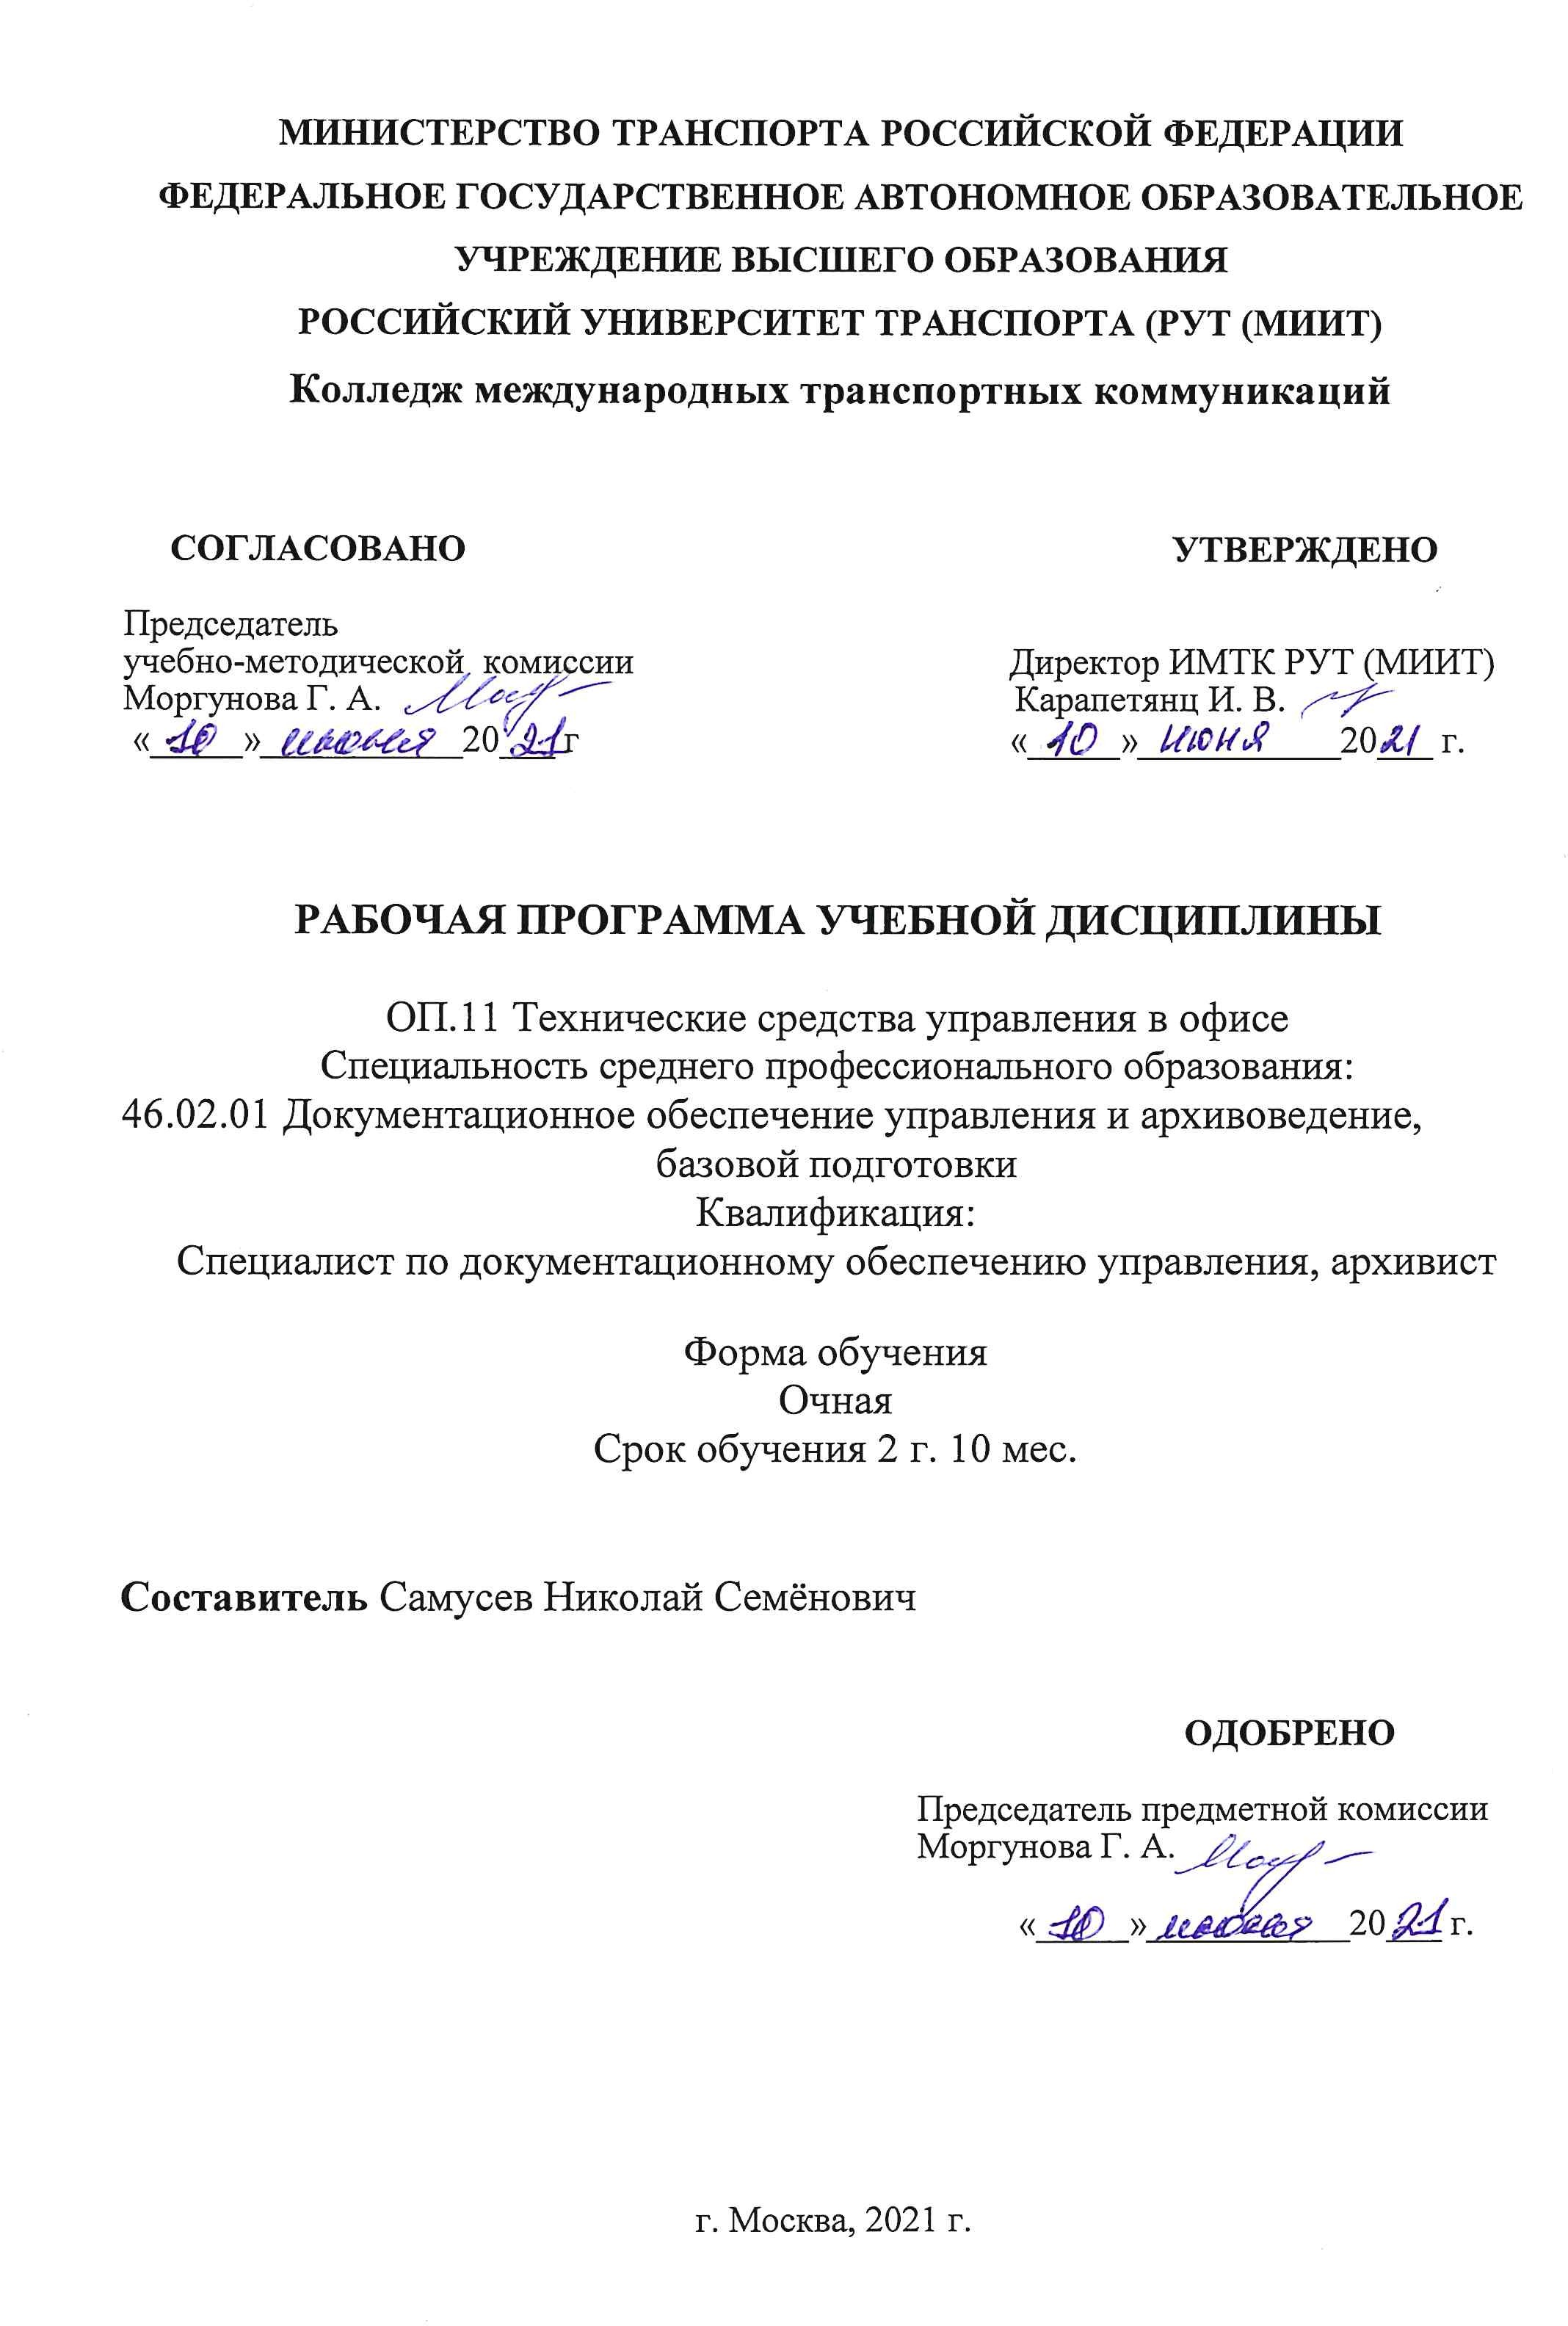 МИНИСТЕРСТВО ТРАНСПОРТА РОССИЙСКОЙ ФЕДЕРАЦИИ
ФЕДЕРАЛЬНОЕ ГОСУДАРСТВЕННОЕ АВТОНОМНОЕ ОБРАЗОВАТЕЛЬНОЕ
УЧРЕЖДЕНИЕ ВЫСШЕГО ОБРАЗОВАНИЯ
РОССИЙСКИЙ УНИВЕРСИТЕТ ТРАНСПОРТА (РУТ (МИИТ)
Колледж международных транспортных коммуникаций
СОГЛАСОВАНО
Председатель
учебно-методической комиссии
Моргунова Г. А.
«10» июня 2021г
УТВЕРЖДЕНО
Директор ИМТК РУТ (МИИТ)
Карапетянц И. В.
«10» июня 2021 г.
РАБОЧАЯ ПРОГРАММА УЧЕБНОЙ ДИСЦИПЛИНЫ
ОП.11 Технические средства управления в офисе
Специальность среднего профессионального образования:
46.02.01 Документационное обеспечение управления и архивоведение,
базовой подготовки
Квалификация:
Специалист по документационному обеспечению управления, архивист
Форма обучения
Очная
Срок обучения 2 г. 10 мес.
Составитель Самусев Николай Семёнович
ОДОБРЕНО
Председатель предметной комиссии
Моргунова Г. А.
«10» июня 2021 г.
г. Москва, 2021 г.